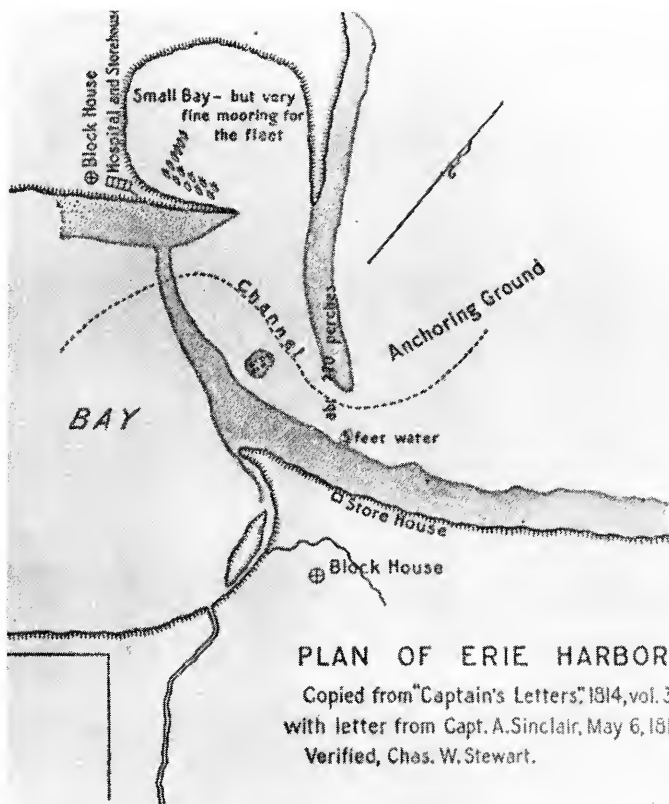 Block House
Hospital and Storehouse
Small Bay – but very
fine mooring for
the fleet
Channel
abt 270 perches
Anchoring Ground
BAY
feet water
Store House
Block House
PLAN OF ERIE HARBOR
Copied from "Captain's Letters", 1814, vol. 3
with letter from Capt. A. Sinclair, May 6, 181
Verified, Chas. W. Stewart.